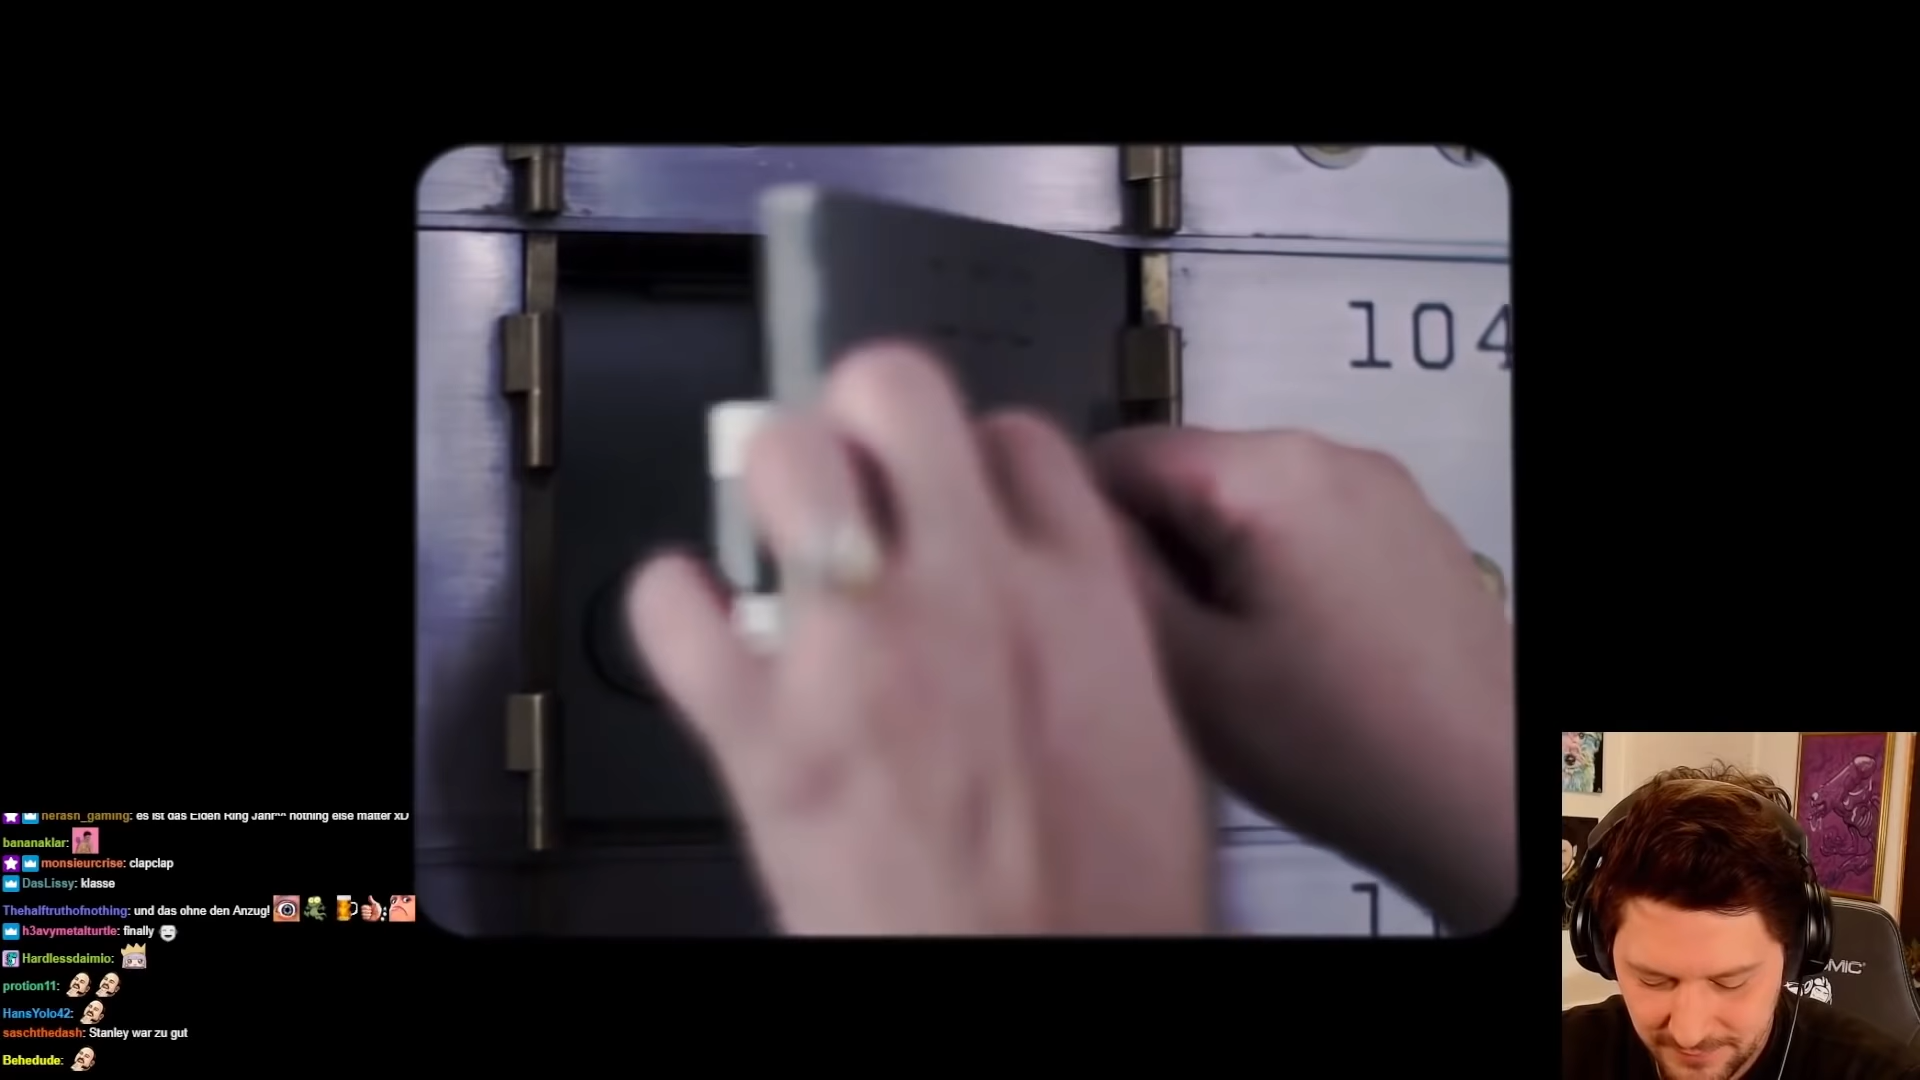 104
nerash_gaming: es ist das Elden Ring Jahr^^ nothing else matter xD
bananaklar:
monsieurcrise: clapclap
DasLissy: klasse
Thehalftruthofnothing: und das ohne den Anzug!
h3avymetalturtle: finally
Hardlessdaimio:
protion11:
HansYolo42:
saschthedash: Stanley war zu gut
Behedude: